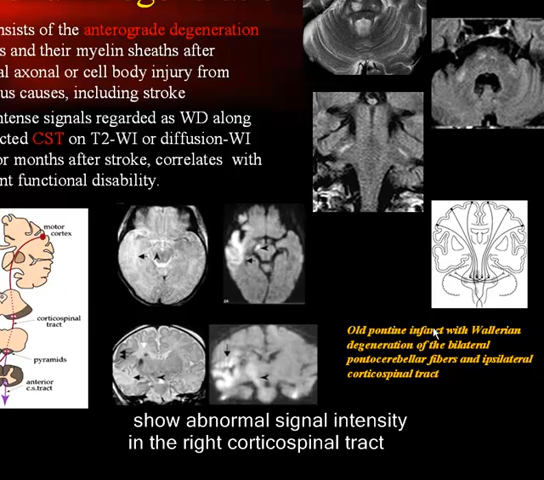 nsists of the anterograde degeneration
s and their myelin sheaths after
al axonal or cell body injury from
us causes, including stroke
ntense signals regarded as WD along
cted CST on T2-WI or diffusion-WI
or months after stroke, correlates with
nt functional disability.
motor
cortex
corticospinal
tract
pyramids
anterior
c.s.tract
Old pontine infarct with Wallerian
degeneration of the bilateral
pontocerebellar fibers and ipsilateral
corticospinal tract
show abnormal signal intensity
in the right corticospinal tract